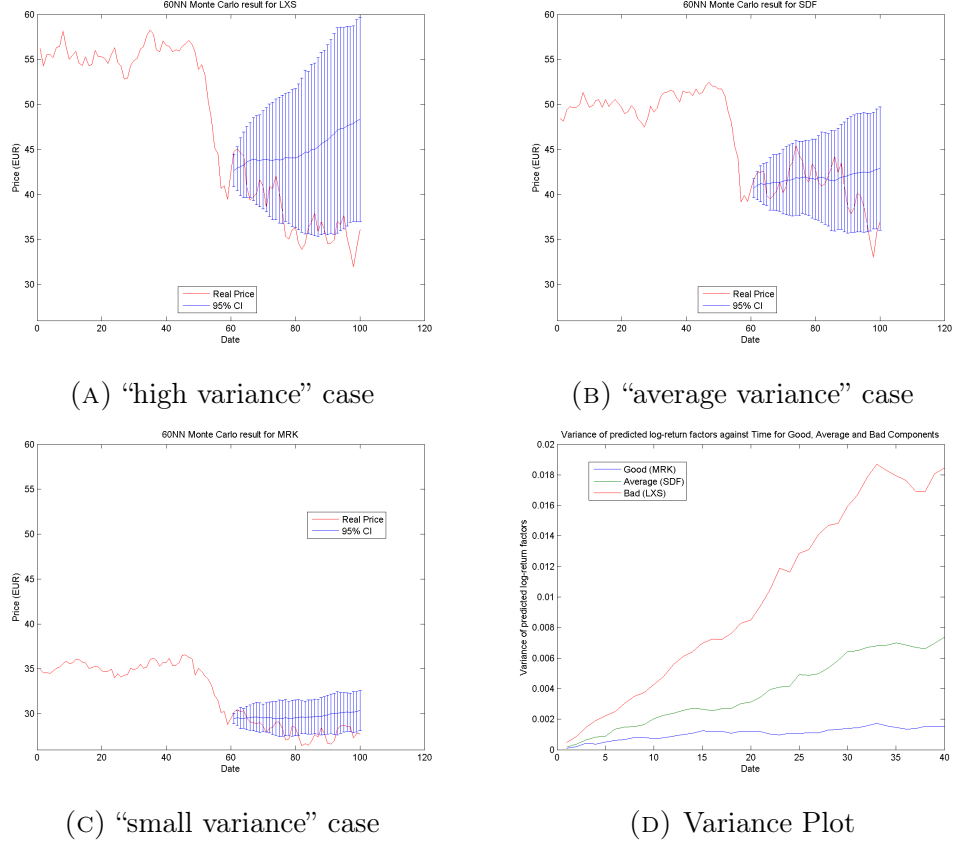 60NN Monte Carlo result for LXS
60
55
50
45
40
35
30
Price (EUR)
Real Price
95% CI
0 20 40 60 80 100 120
Date
(A) “high variance” case
60NN Monte Carlo result for SDF
60
55
50
45
40
35
30
Price (EUR)
Real Price
95% CI
0 20 40 60 80 100 120
Date
(B) “average variance” case
60NN Monte Carlo result for MRK
60
55
50
45
40
35
30
Price (EUR)
Real Price
95% CI
0 20 40 60 80 100 120
Date
(C) “small variance” case
Variance of predicted log-return factors against Time for Good, Average and Bad Components
0.02
0.018
0.016
0.014
0.012
0.01
0.008
0.006
0.004
0.002
0
Variance of predicted log-return factors
Good (MRK)
Average (SDF)
Bad (LXS)
0 5 10 15 20 25 30 35 40
Date
(D) Variance Plot